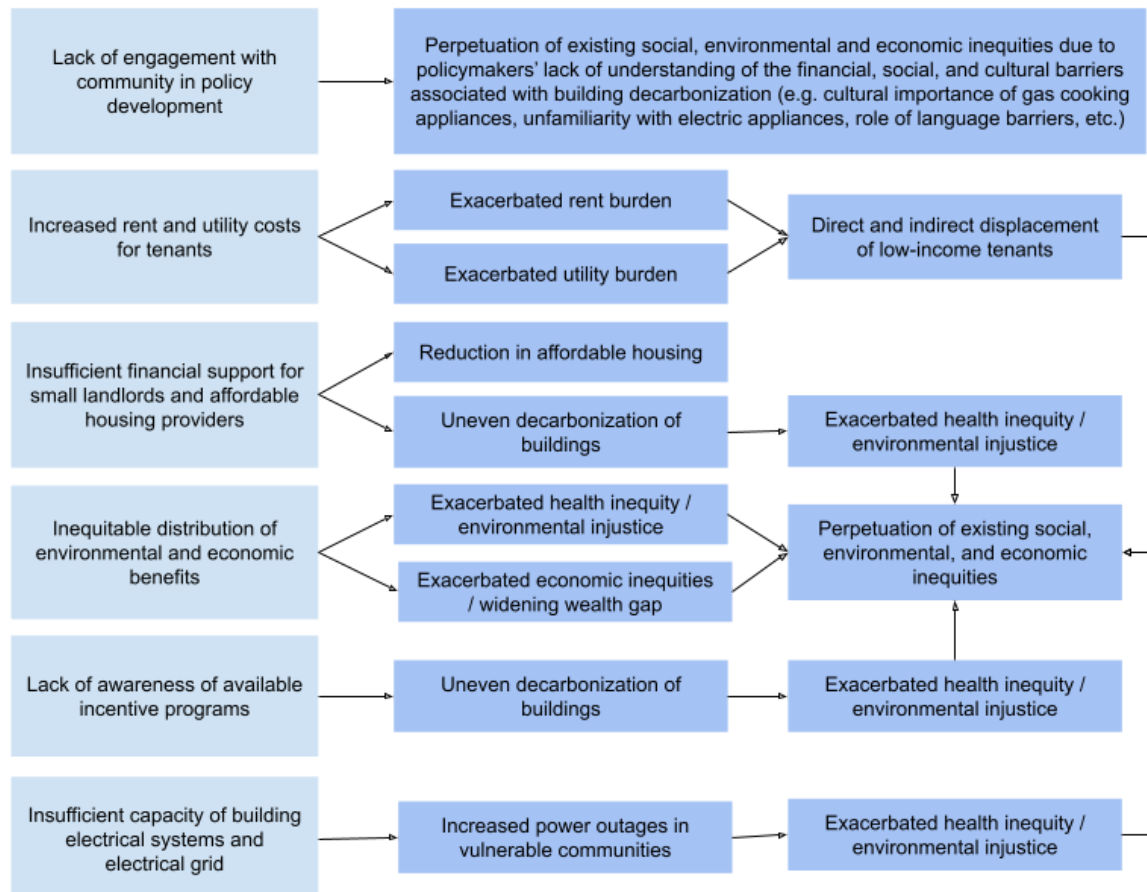 Lack of engagement with
community in policy
development
Perpetuation of existing social, environmental and economic inequities due to
policymakers' lack of understanding of the financial, social, and cultural barriers
associated with building decarbonization (e.g. cultural importance of gas cooking
appliances, unfamiliarity with electric appliances, role of language barriers, etc.)
Increased rent and utility costs
for tenants
Exacerbated rent burden
Exacerbated utility burden
Direct and indirect displacement
of low-income tenants
Insufficient financial support for
small landlords and affordable
housing providers
Reduction in affordable housing
Uneven decarbonization of
buildings
Exacerbated health inequity /
environmental injustice
Inequitable distribution of
environmental and economic
benefits
Exacerbated health inequity /
environmental injustice
Exacerbated economic inequities
/ widening wealth gap
Perpetuation of existing social,
environmental, and economic
inequities
Lack of awareness of available
incentive programs
Uneven decarbonization of
buildings
Exacerbated health inequity /
environmental injustice
Insufficient capacity of building
electrical systems and
electrical grid
Increased power outages in
vulnerable communities
Exacerbated health inequity /
environmental injustice